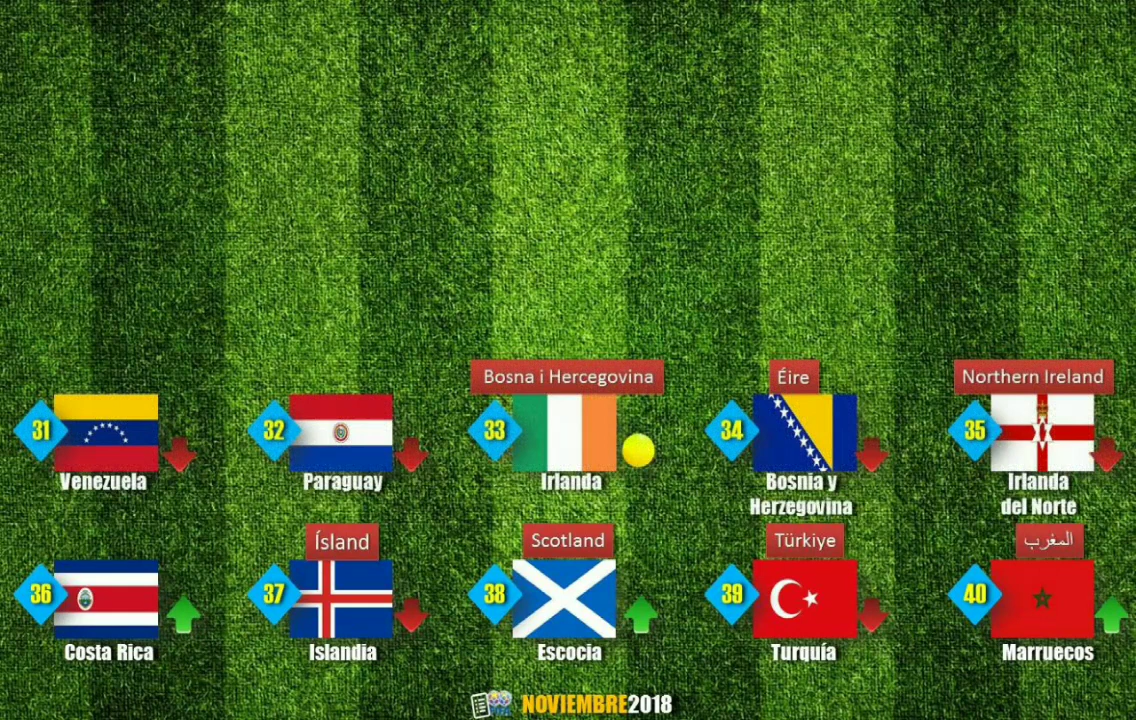 Bosna i Hercegovina
Éire
Northern Ireland
31
32
33
34
35
Venezuela
Paraguay
Irlanda
Bosnia y
Herzegovina
Irlanda
del Norte
Ísland
Scotland
Türkiye
المغرب
36
37
38
39
40
Costa Rica
Islandia
Escocia
Turquía
Marruecos
NOVIEMBRE2018